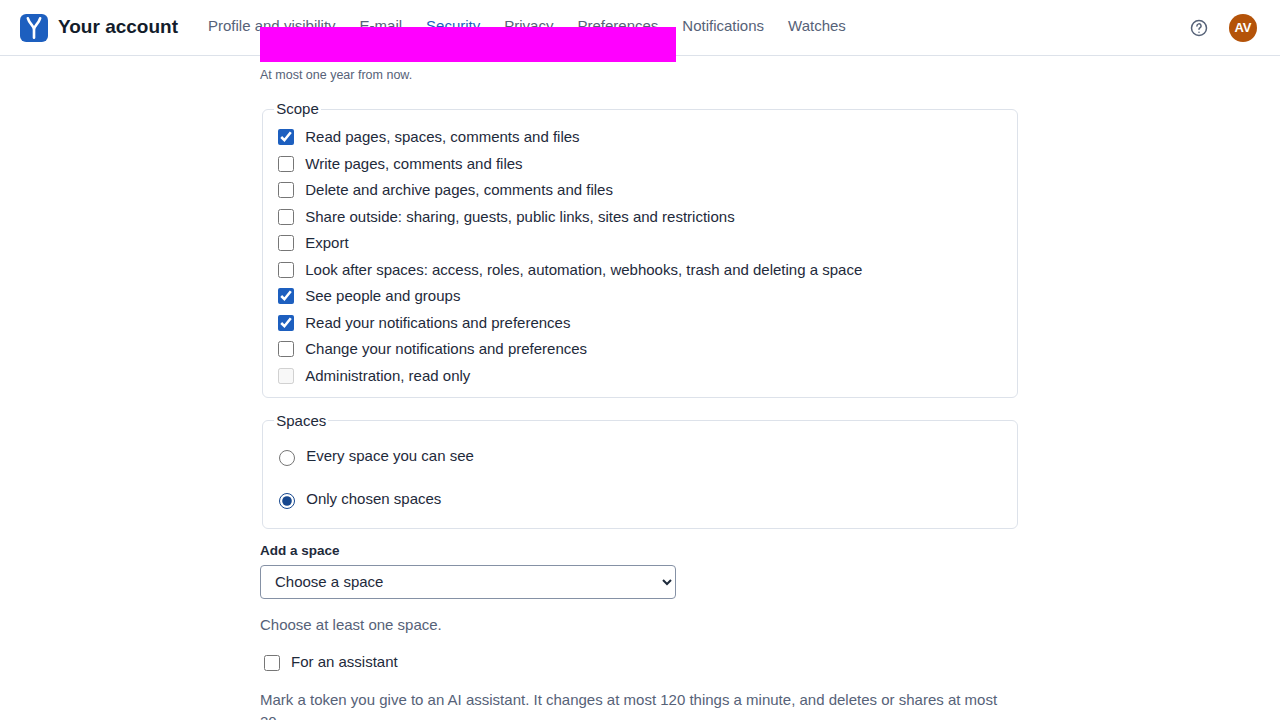 Your account
Profile and visibility E-mail Security Privacy Preferences Notifications Watches
AV
At most one year from now.
Scope
Read pages, spaces, comments and files
Write pages, comments and files
Delete and archive pages, comments and files
Share outside: sharing, guests, public links, sites and restrictions
Export
Look after spaces: access, roles, automation, webhooks, trash and deleting a space
See people and groups
Read your notifications and preferences
Change your notifications and preferences
Administration, read only
Spaces
Every space you can see
Only chosen spaces
Add a space
Choose a space
Choose at least one space.
For an assistant
Mark a token you give to an AI assistant. It changes at most 120 things a minute, and deletes or shares at most